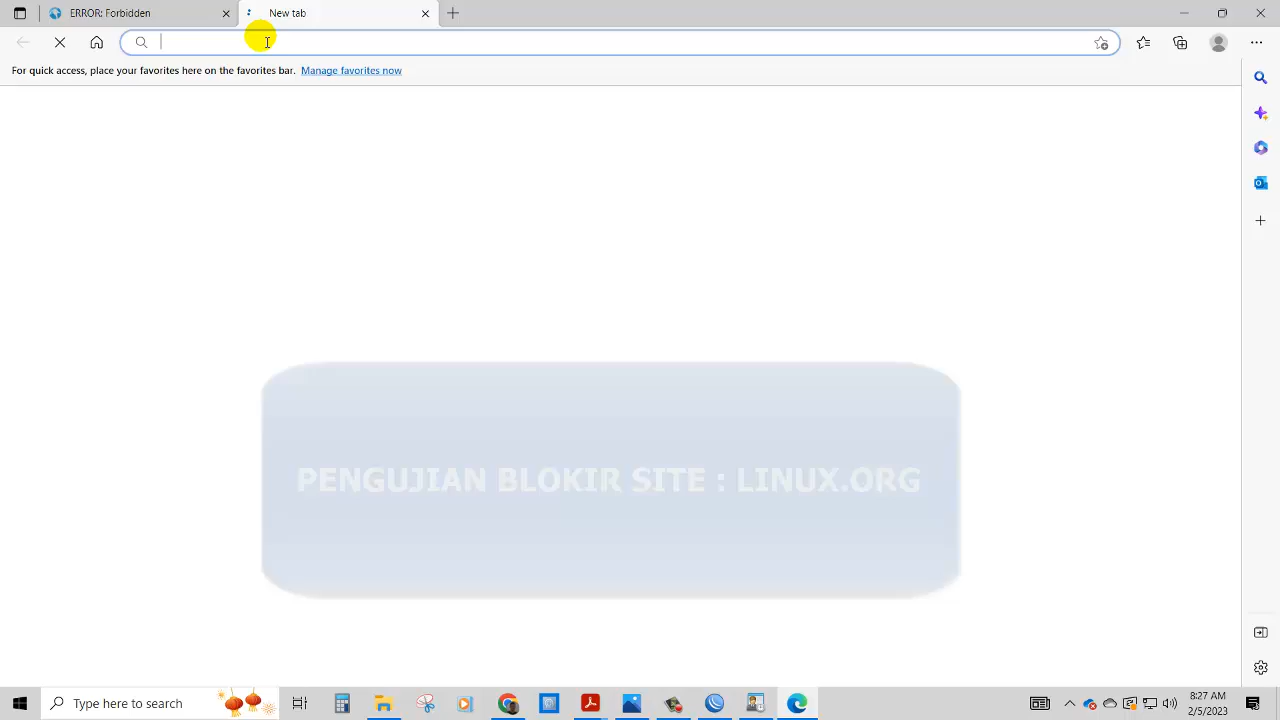 ERROR: Forbidden
New tab
For quick access, place your favorites here on the favorites bar. Manage favorites now
PENGUJIAN BLOKIR SITE : LINUX.ORG
Type here to search
8:27 AM
2/5/2023